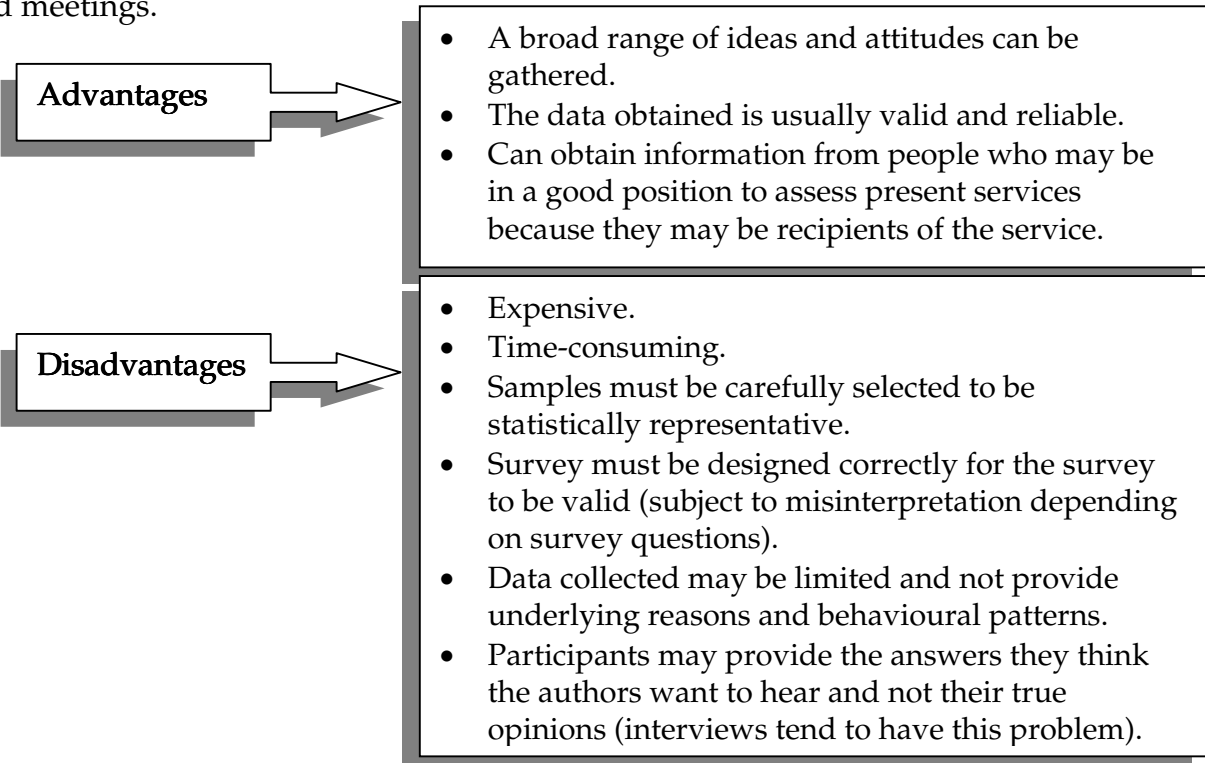 d meetings.
Advantages
• A broad range of ideas and attitudes can be
gathered.
• The data obtained is usually valid and reliable.
• Can obtain information from people who may be
in a good position to assess present services
because they may be recipients of the service.
Disadvantages
• Expensive.
• Time-consuming.
• Samples must be carefully selected to be
statistically representative.
• Survey must be designed correctly for the survey
to be valid (subject to misinterpretation depending
on survey questions).
• Data collected may be limited and not provide
underlying reasons and behavioural patterns.
• Participants may provide the answers they think
the authors want to hear and not their true
opinions (interviews tend to have this problem).